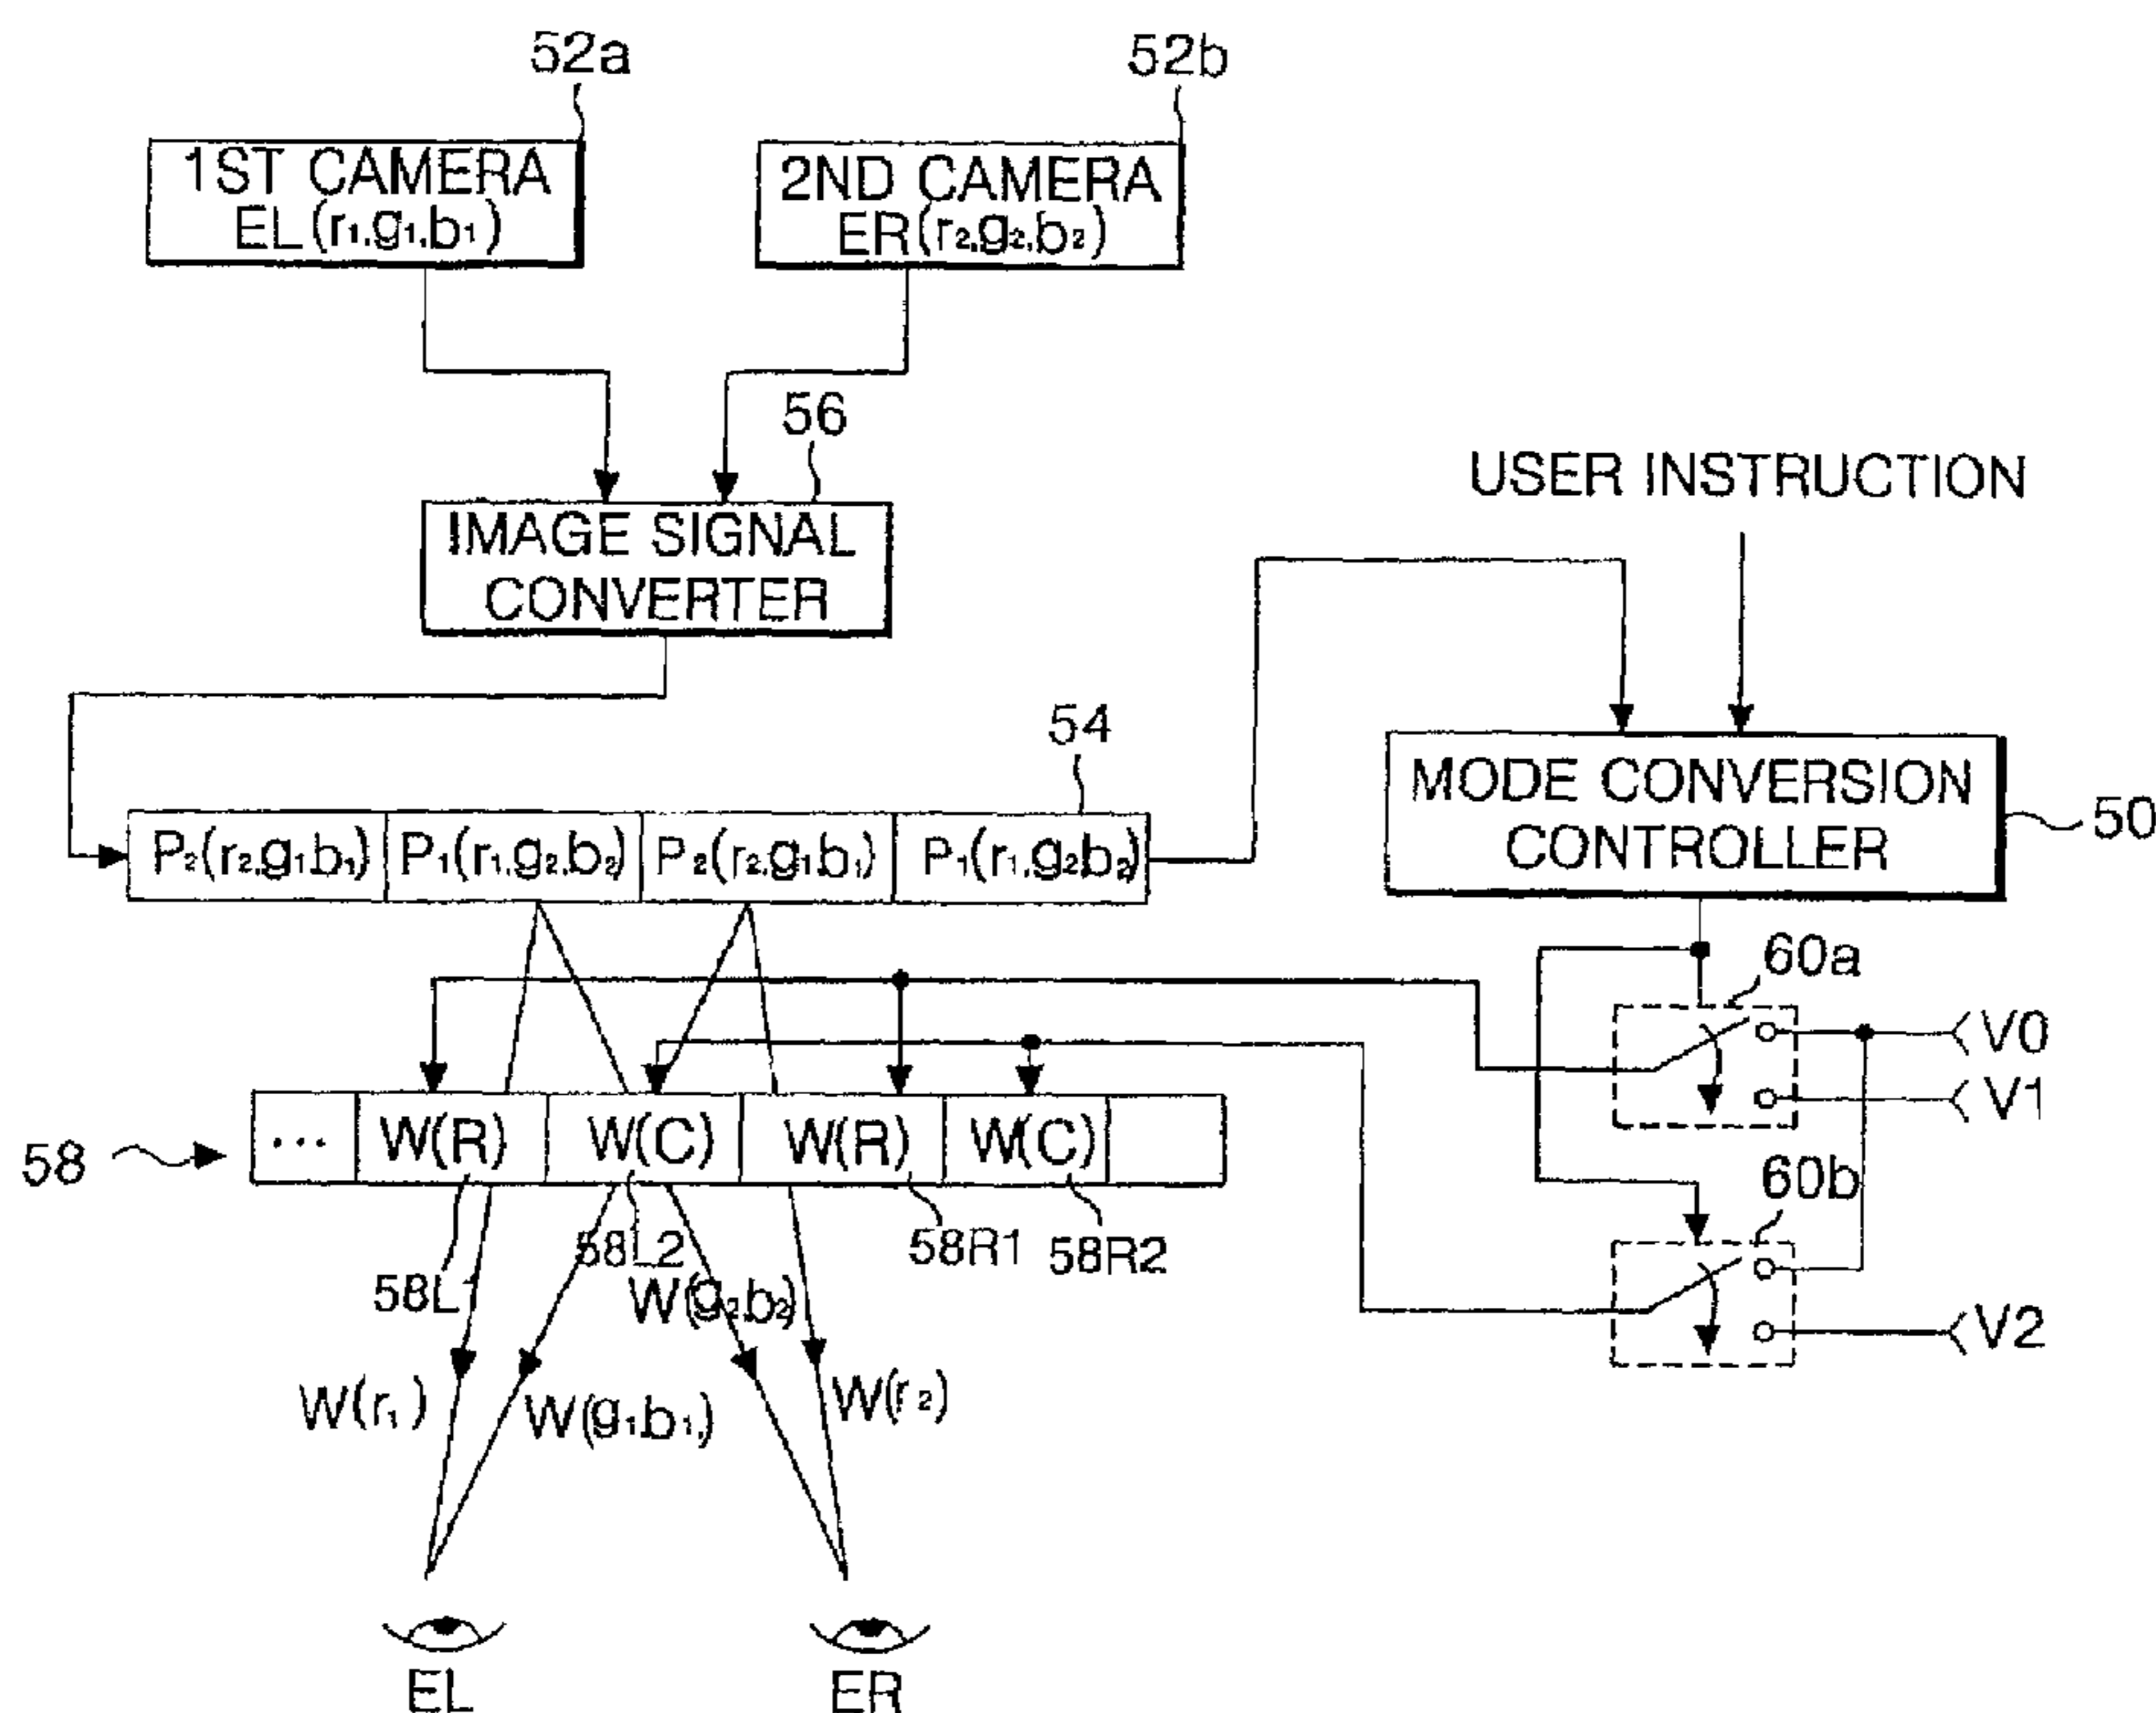 52a
52b
1ST CAMERA
EL(r₁,g₁,b₁)
2ND CAMERA
ER(r₂,g₂,b₂)
56
IMAGE SIGNAL
CONVERTER
USER INSTRUCTION
54
MODE CONVERSION
CONTROLLER
50
P₂(r₂,g₁,b₁)
P₁(r₁,g₂,b₂)
P₂(r₂,g₁,b₁)
P₁(r₁,g₂,b₂)
60a
V0
V1
58
...
W(R)
W(C)
W(R)
W(C)
60b
58L1
58L2
58R1
58R2
V2
W(g₂,b₂)
W(r₁)
W(g₁,b₁,)
W(r₂)
EL
ER